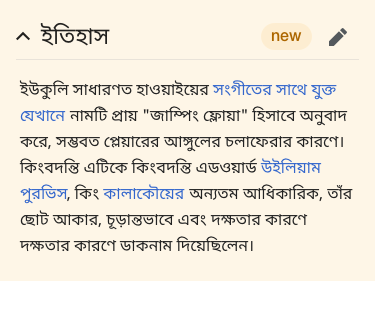 ইতিহাস new
ইউকুলি সাধারণত হাওয়াইয়ের সংগীতের সাথে যুক্ত
যেখানে নামটি প্রায় "জাম্পিং ফ্লোয়া" হিসাবে অনুবাদ
করে, সম্ভবত প্লেয়ারের আঙ্গুলের চলাফেরার কারণে।
কিংবদন্তি এটিকে কিংবদন্তি এডওয়ার্ড উইলিয়াম
পুরভিস, কিং কালাকৌয়ের অন্যতম আধিকারিক, তাঁর
ছোট আকার, চূড়ান্তভাবে এবং দক্ষতার কারণে
দক্ষতার কারণে ডাকনাম দিয়েছিলেন।